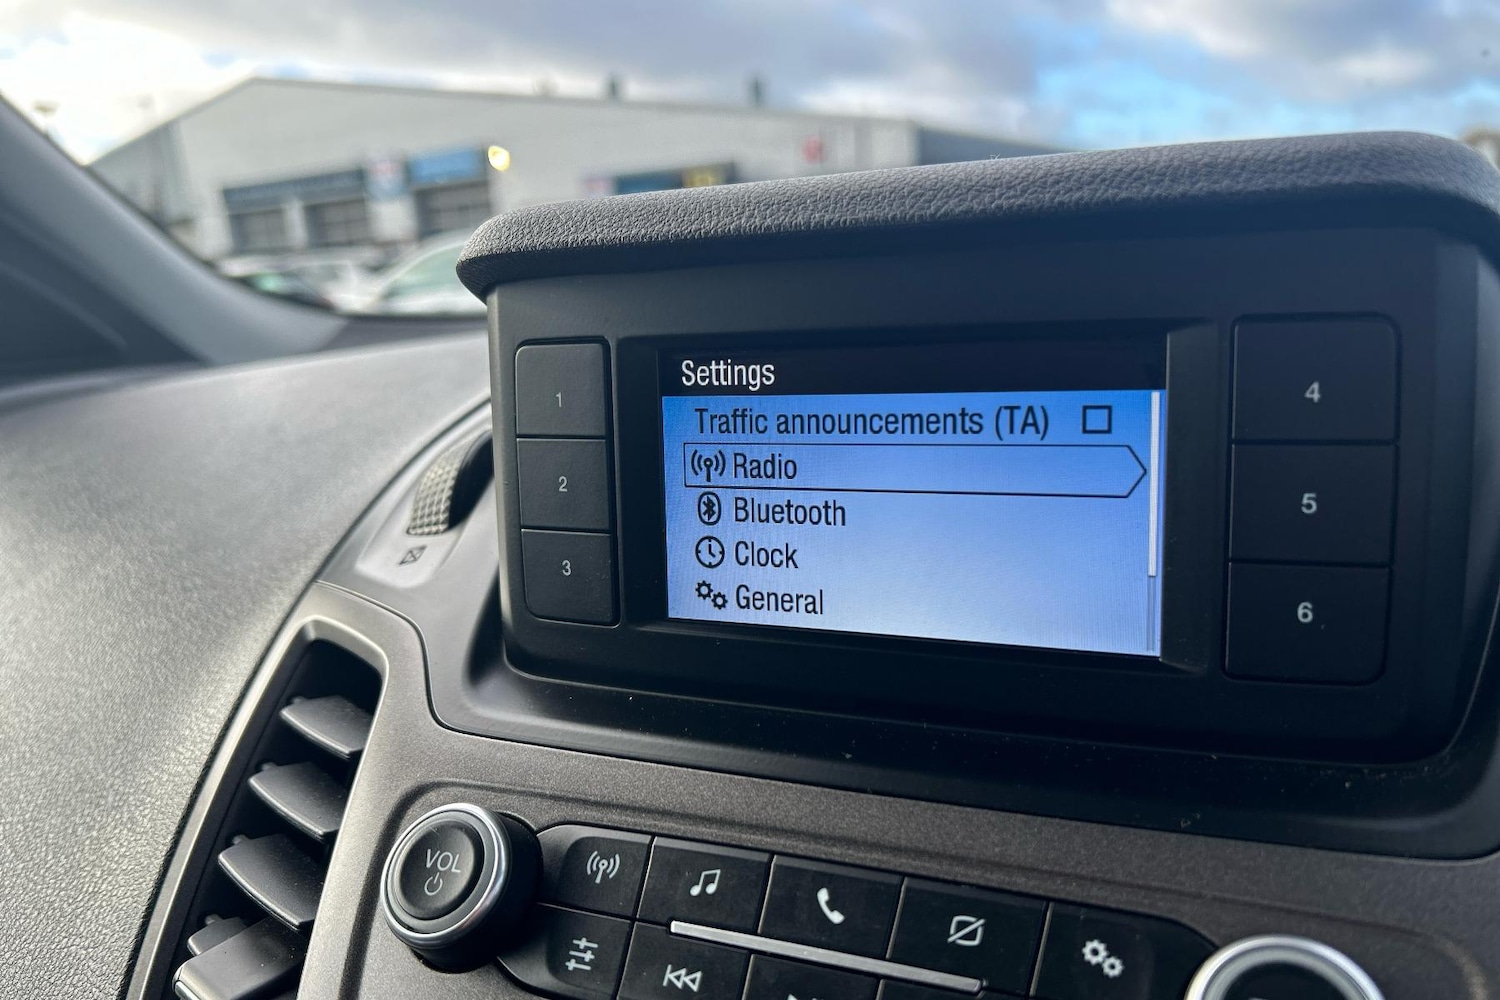 Settings
Traffic announcements (TA)
Radio
Bluetooth
Clock
General
1
2
3
4
5
6
VOL